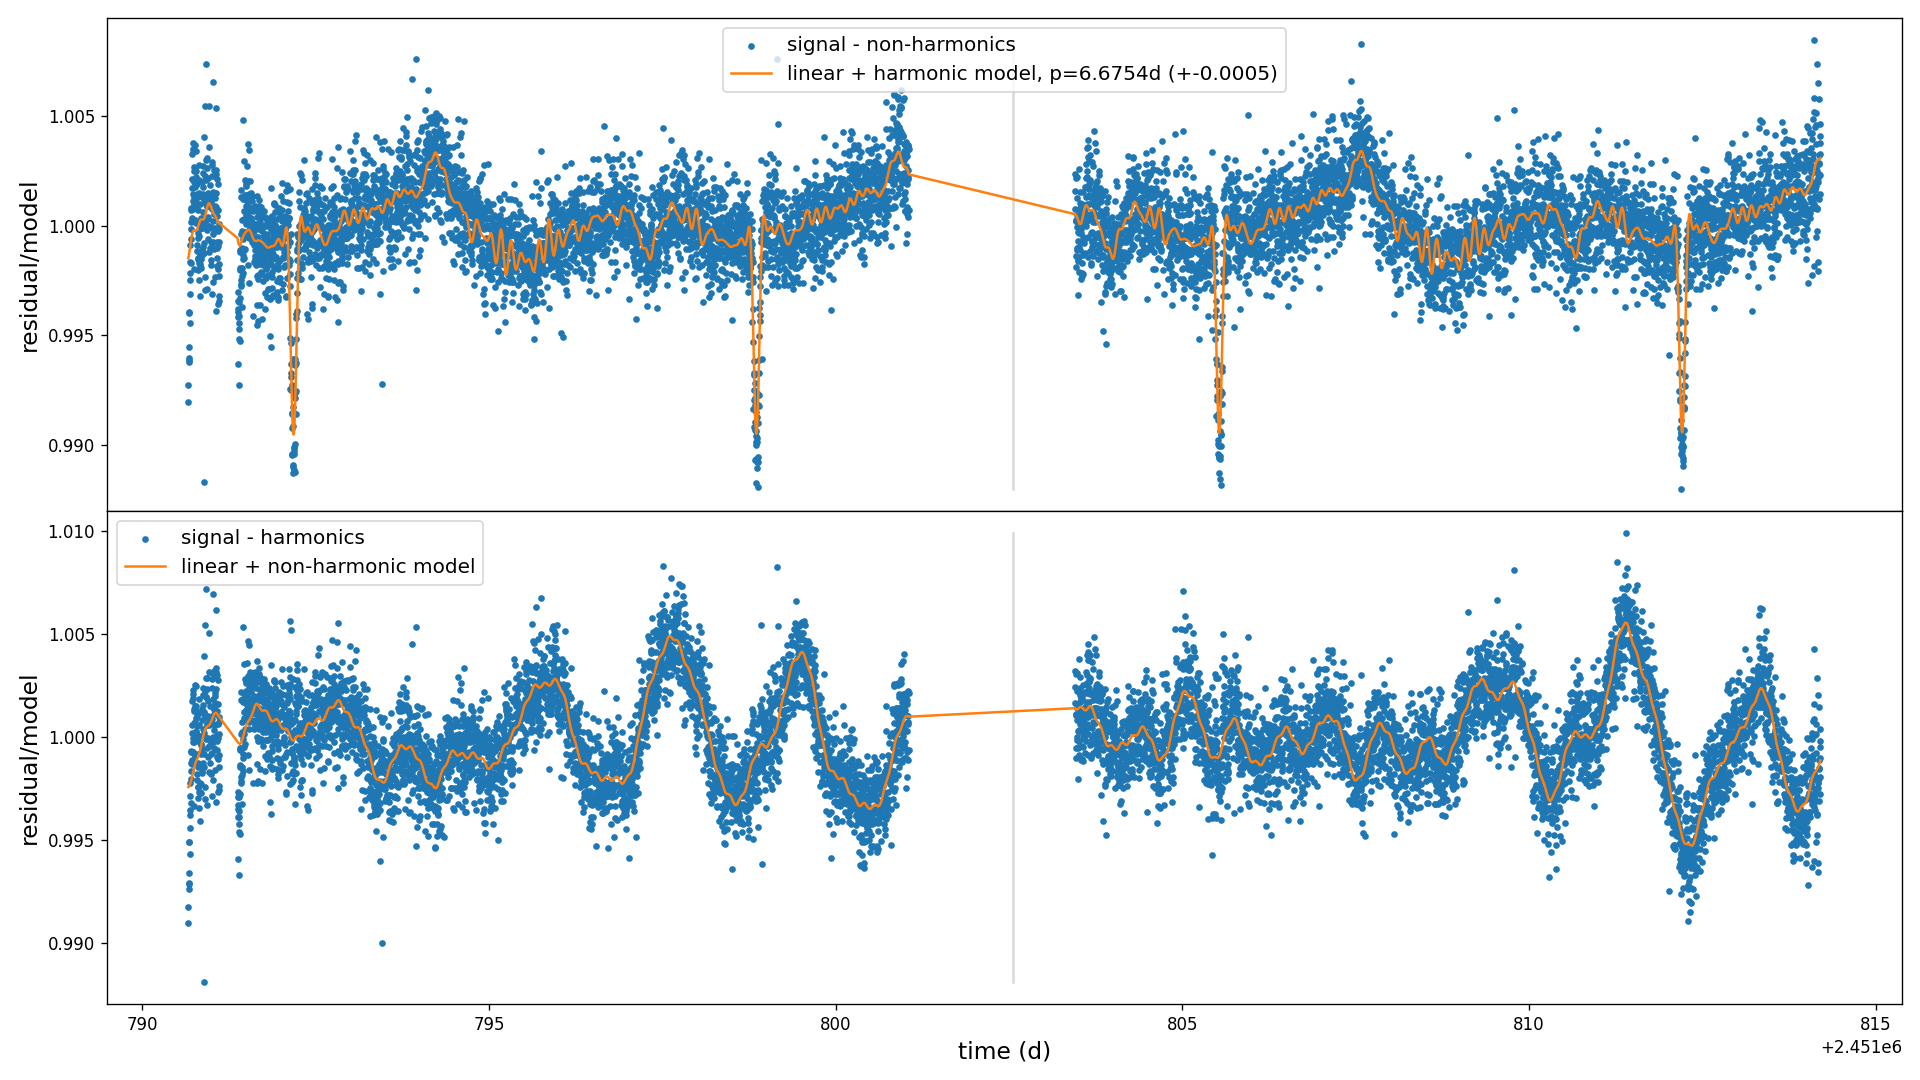 signal - non-harmonics
linear + harmonic model, p=6.6754d (+-0.0005)
1.005
1.000
0.995
0.990
residual/model
signal - harmonics
linear + non-harmonic model
1.010
1.005
1.000
0.995
0.990
residual/model
790
795
800
805
810
815
+2.451e6
time (d)